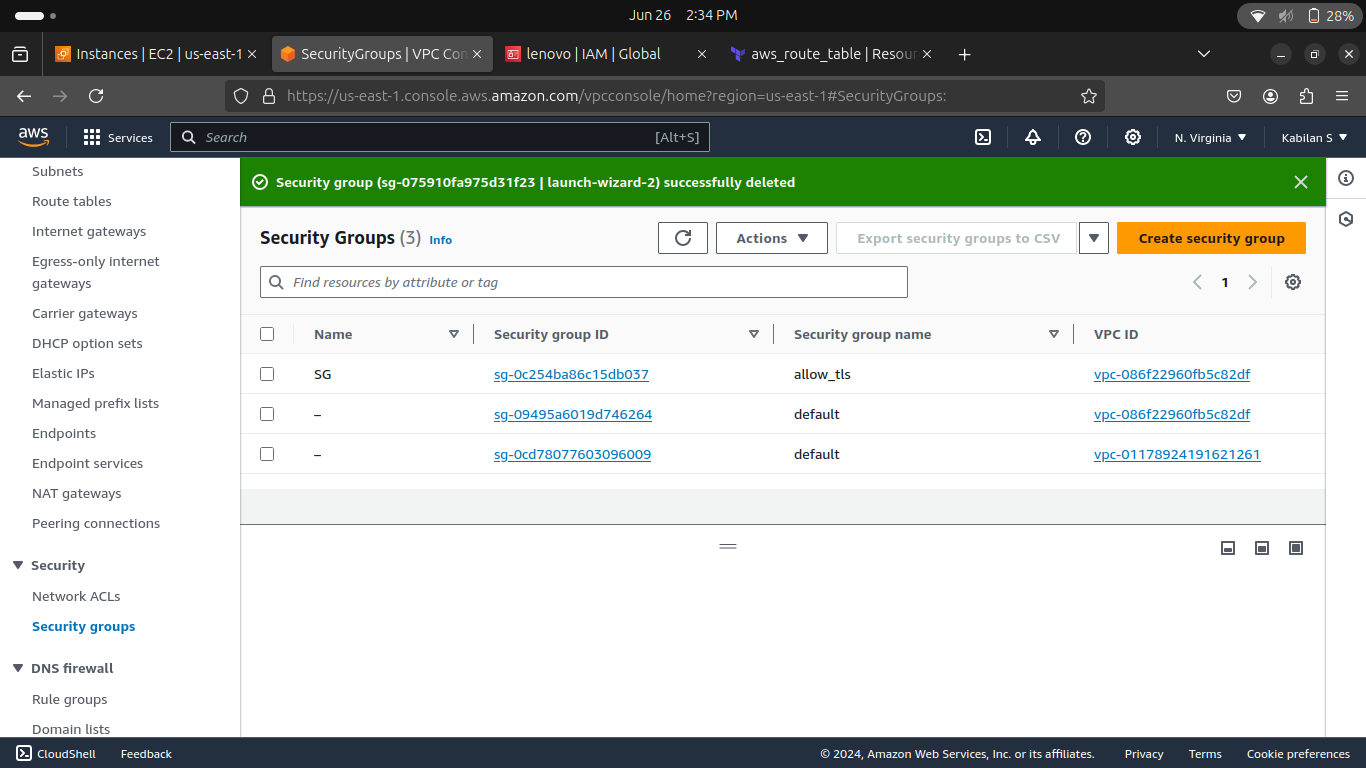 Jun 26 2:34 PM
28%
Instances | EC2 | us-east-1
SecurityGroups | VPC Con
lenovo | IAM | Global
aws_route_table | Resour
https://us-east-1.console.aws.amazon.com/vpcconsole/home?region=us-east-1#SecurityGroups:
aws
Services
Search
[Alt+S]
N. Virginia
Kabilan S
Subnets
Route tables
Internet gateways
Egress-only internet
gateways
Carrier gateways
DHCP option sets
Elastic IPs
Managed prefix lists
Endpoints
Endpoint services
NAT gateways
Peering connections
Security
Network ACLs
Security groups
DNS firewall
Rule groups
Domain lists
Security group (sg-075910fa975d31f23 | launch-wizard-2) successfully deleted
Security Groups (3) Info
Actions
Export security groups to CSV
Create security group
Find resources by attribute or tag
1
Name Security group ID Security group name VPC ID
SG sg-0c254ba86c15db037 allow_tls vpc-086f22960fb5c82df
– sg-09495a6019d746264 default vpc-086f22960fb5c82df
– sg-0cd78077603096009 default vpc-01178924191621261
CloudShell Feedback © 2024, Amazon Web Services, Inc. or its affiliates. Privacy Terms Cookie preferences